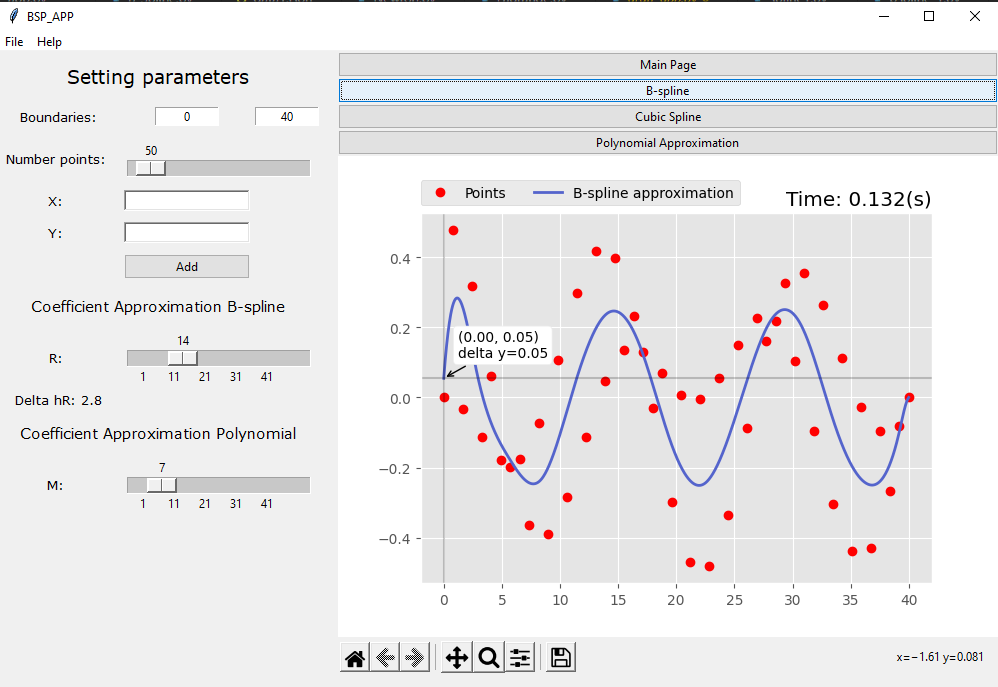 BSP_APP
File Help
Setting parameters
Boundaries: 0 40
Number points: 50
X:
Y:
Add
Coefficient Approximation B-spline
14
R:
1 11 21 31 41
Delta hR: 2.8
Coefficient Approximation Polynomial
7
M:
1 11 21 31 41
Main Page
B-spline
Cubic Spline
Polynomial Approximation
Points B-spline approximation
Time: 0.132(s)
0.4
0.2
0.0
−0.2
−0.4
(0.00, 0.05)
delta y=0.05
0 5 10 15 20 25 30 35 40
x=−1.61 y=0.081